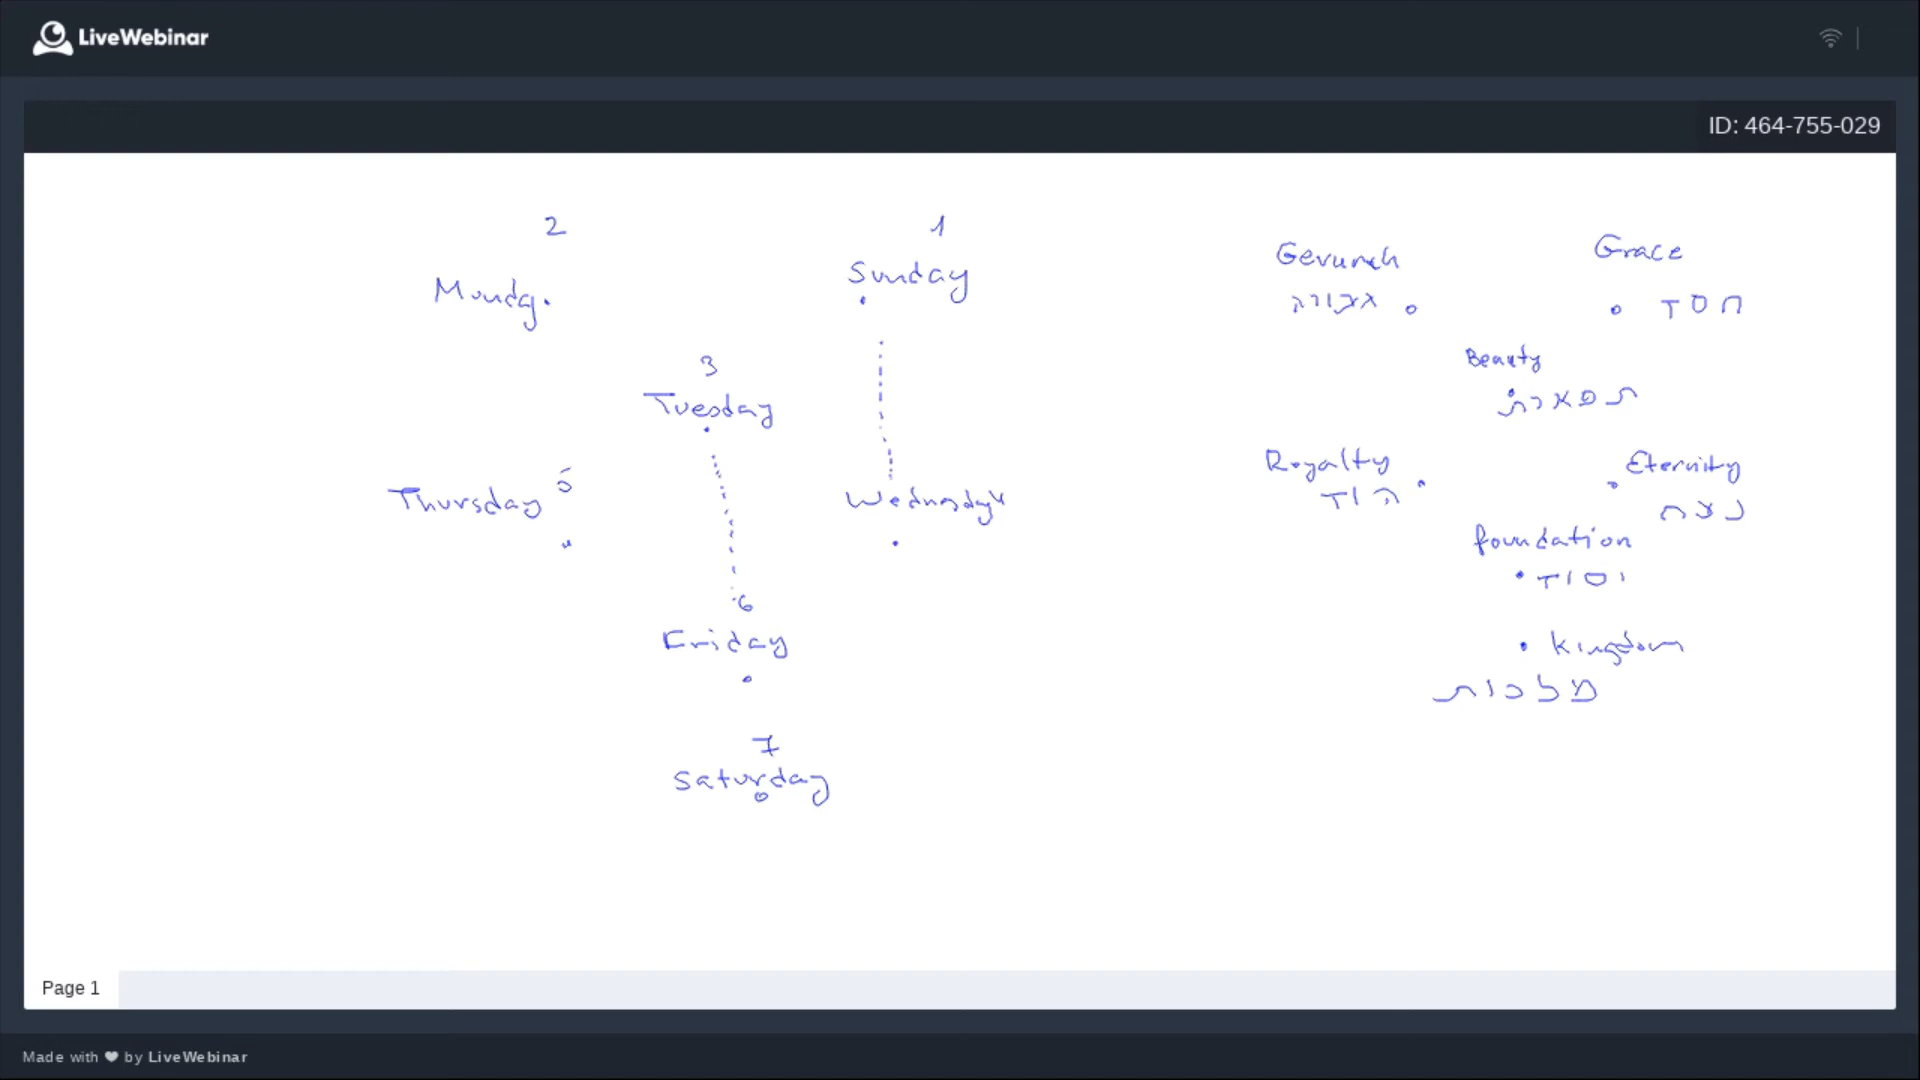 LiveWebinar
ID: 464-755-029
2
1
Monday
Sunday
3
Tuesday
Thursday 5
Wednesday 4
6
Friday
7
Saturday
Gevurah
Grace
גבורה
חסד
Beauty
תפארת
Royalty
Eternity
הוד
נצח
foundation
יסוד
Kingdom
מלכות
Page 1
Made with ❤ by LiveWebinar